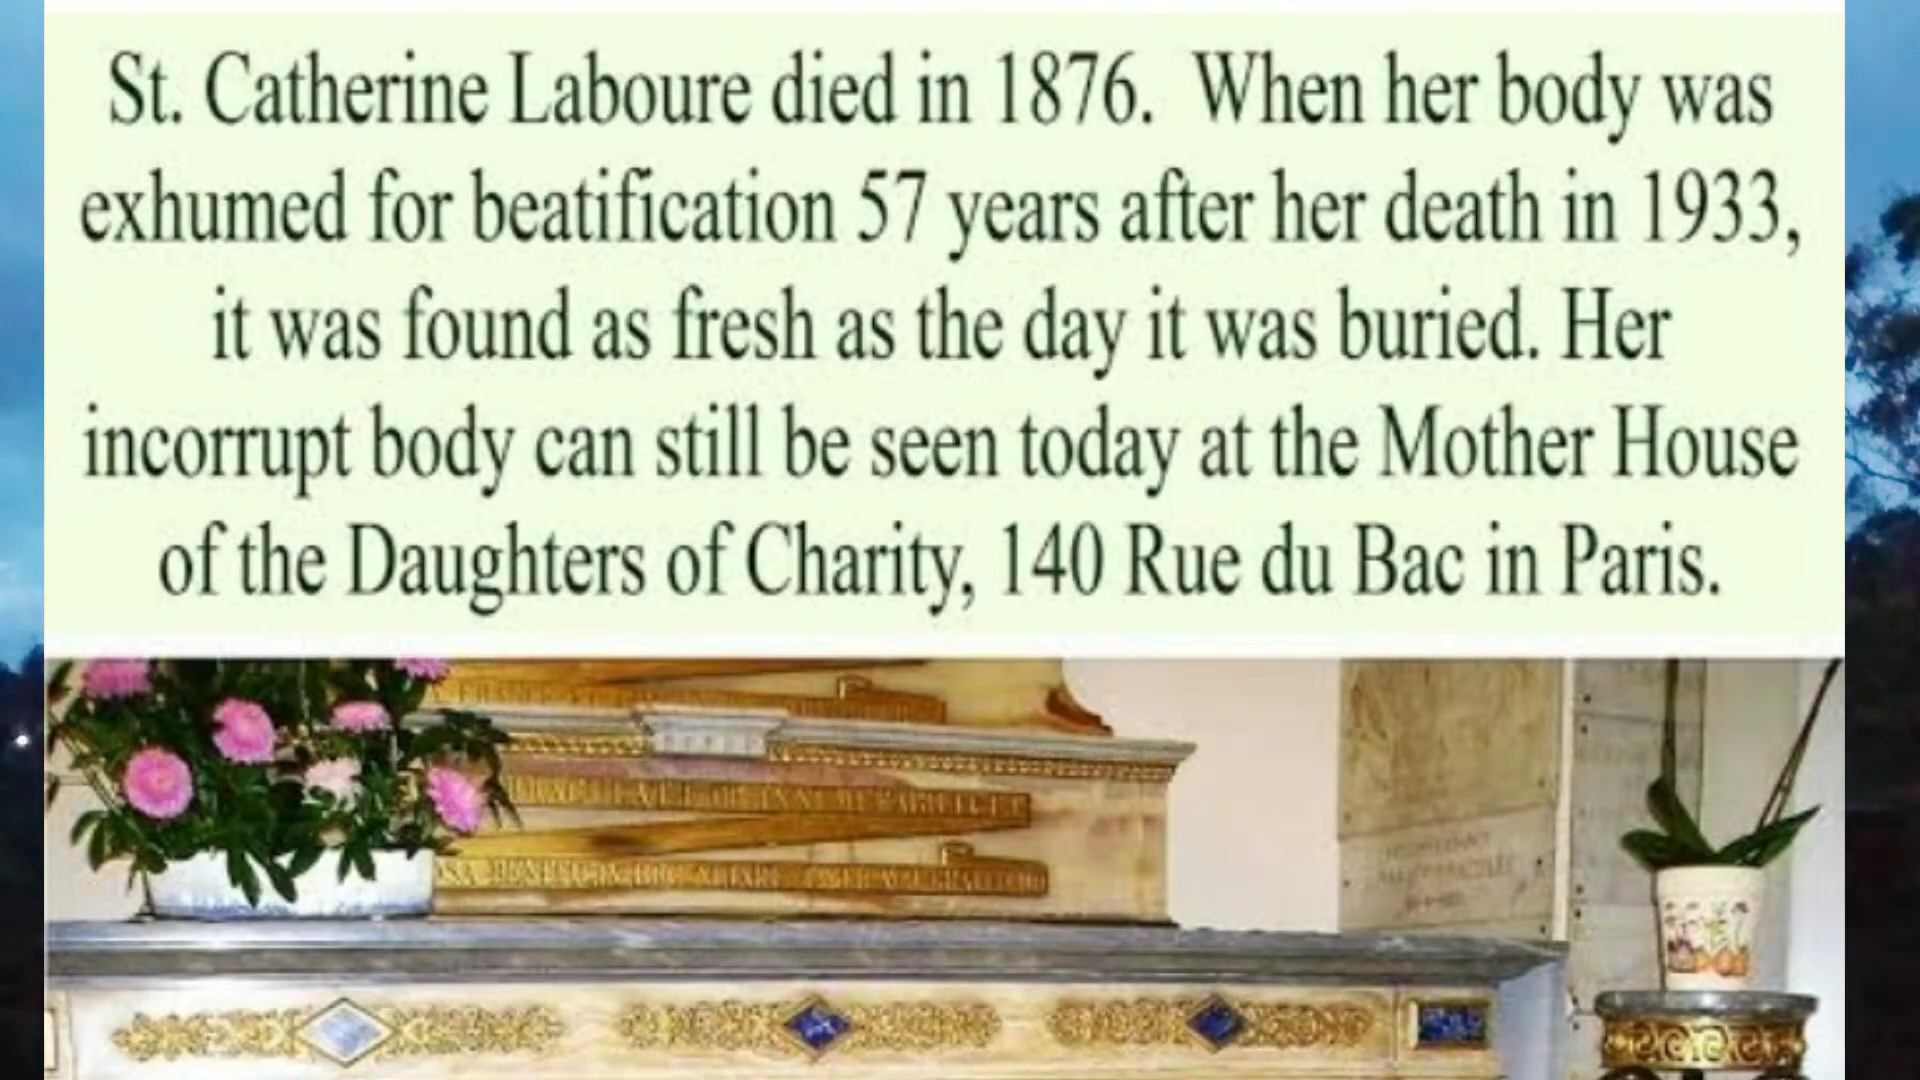 St. Catherine Laboure died in 1876. When her body was
exhumed for beatification 57 years after her death in 1933,
it was found as fresh as the day it was buried. Her
incorrupt body can still be seen today at the Mother House
of the Daughters of Charity, 140 Rue du Bac in Paris.